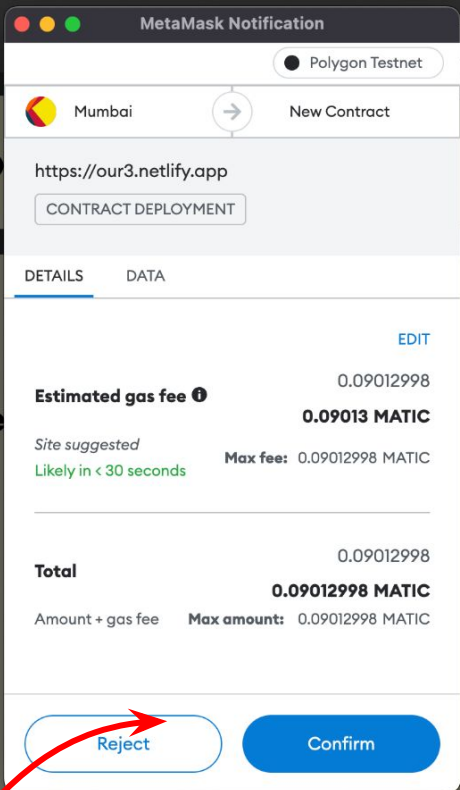 MetaMask Notification
Polygon Testnet
Mumbai New Contract
https://our3.netlify.app
CONTRACT DEPLOYMENT
DETAILS DATA
EDIT
0.09012998
Estimated gas fee
0.09013 MATIC
Site suggested
Max fee: 0.09012998 MATIC
Likely in < 30 seconds
0.09012998
Total
0.09012998 MATIC
Amount + gas fee Max amount: 0.09012998 MATIC
Reject Confirm